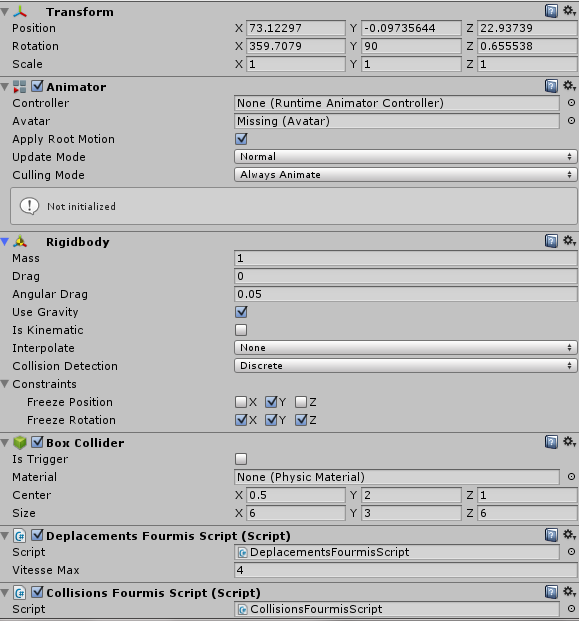 Transform
Position X 73.12297 Y -0.09735644 Z 22.93739
Rotation X 359.7079 Y 90 Z 0.655538
Scale X 1 Y 1 Z 1
Animator
Controller None (Runtime Animator Controller)
Avatar Missing (Avatar)
Apply Root Motion
Update Mode Normal
Culling Mode Always Animate
Not initialized
Rigidbody
Mass 1
Drag 0
Angular Drag 0.05
Use Gravity
Is Kinematic
Interpolate None
Collision Detection Discrete
Constraints
Freeze Position X Y Z
Freeze Rotation X Y Z
Box Collider
Is Trigger
Material None (Physic Material)
Center X 0.5 Y 2 Z 1
Size X 6 Y 3 Z 6
Deplacements Fourmis Script (Script)
Script DeplacementsFourmisScript
Vitesse Max 4
Collisions Fourmis Script (Script)
Script CollisionsFourmisScript